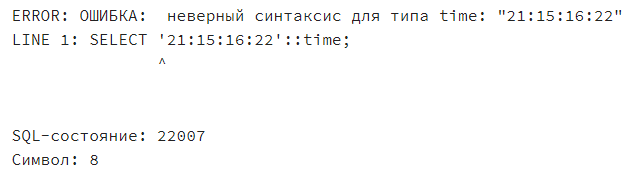 ERROR: ОШИБКА:  неверный синтаксис для типа time: "21:15:16:22"
LINE 1: SELECT '21:15:16:22'::time;
^
SQL-состояние: 22007
Символ: 8